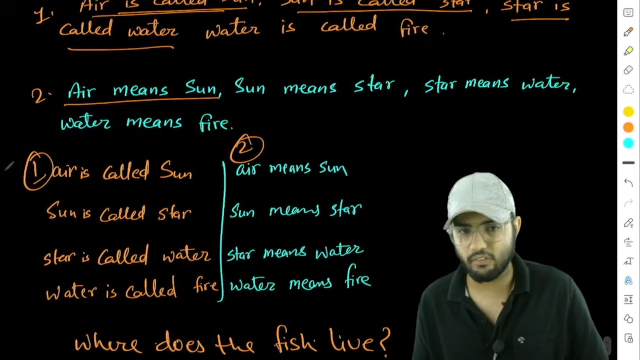 1. Air is called Sun, Sun is called star, star is
called water water is called fire.
2. Air means Sun, Sun means star, star means water,
water means fire.
1 air is called Sun
Sun is called star
star is called water
water is called fire
2 air means Sun
Sun means star
star means water
water means fire
Where does the fish live?